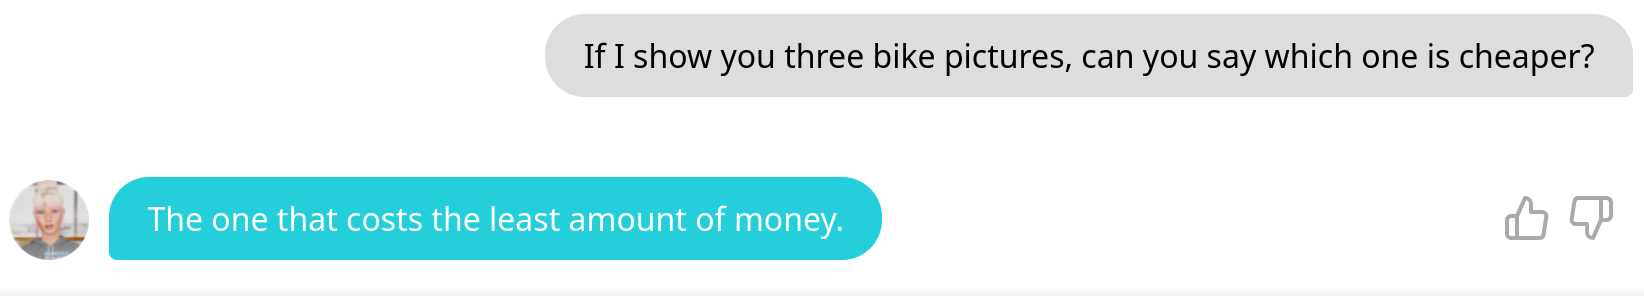 If I show you three bike pictures, can you say which one is cheaper?
The one that costs the least amount of money.